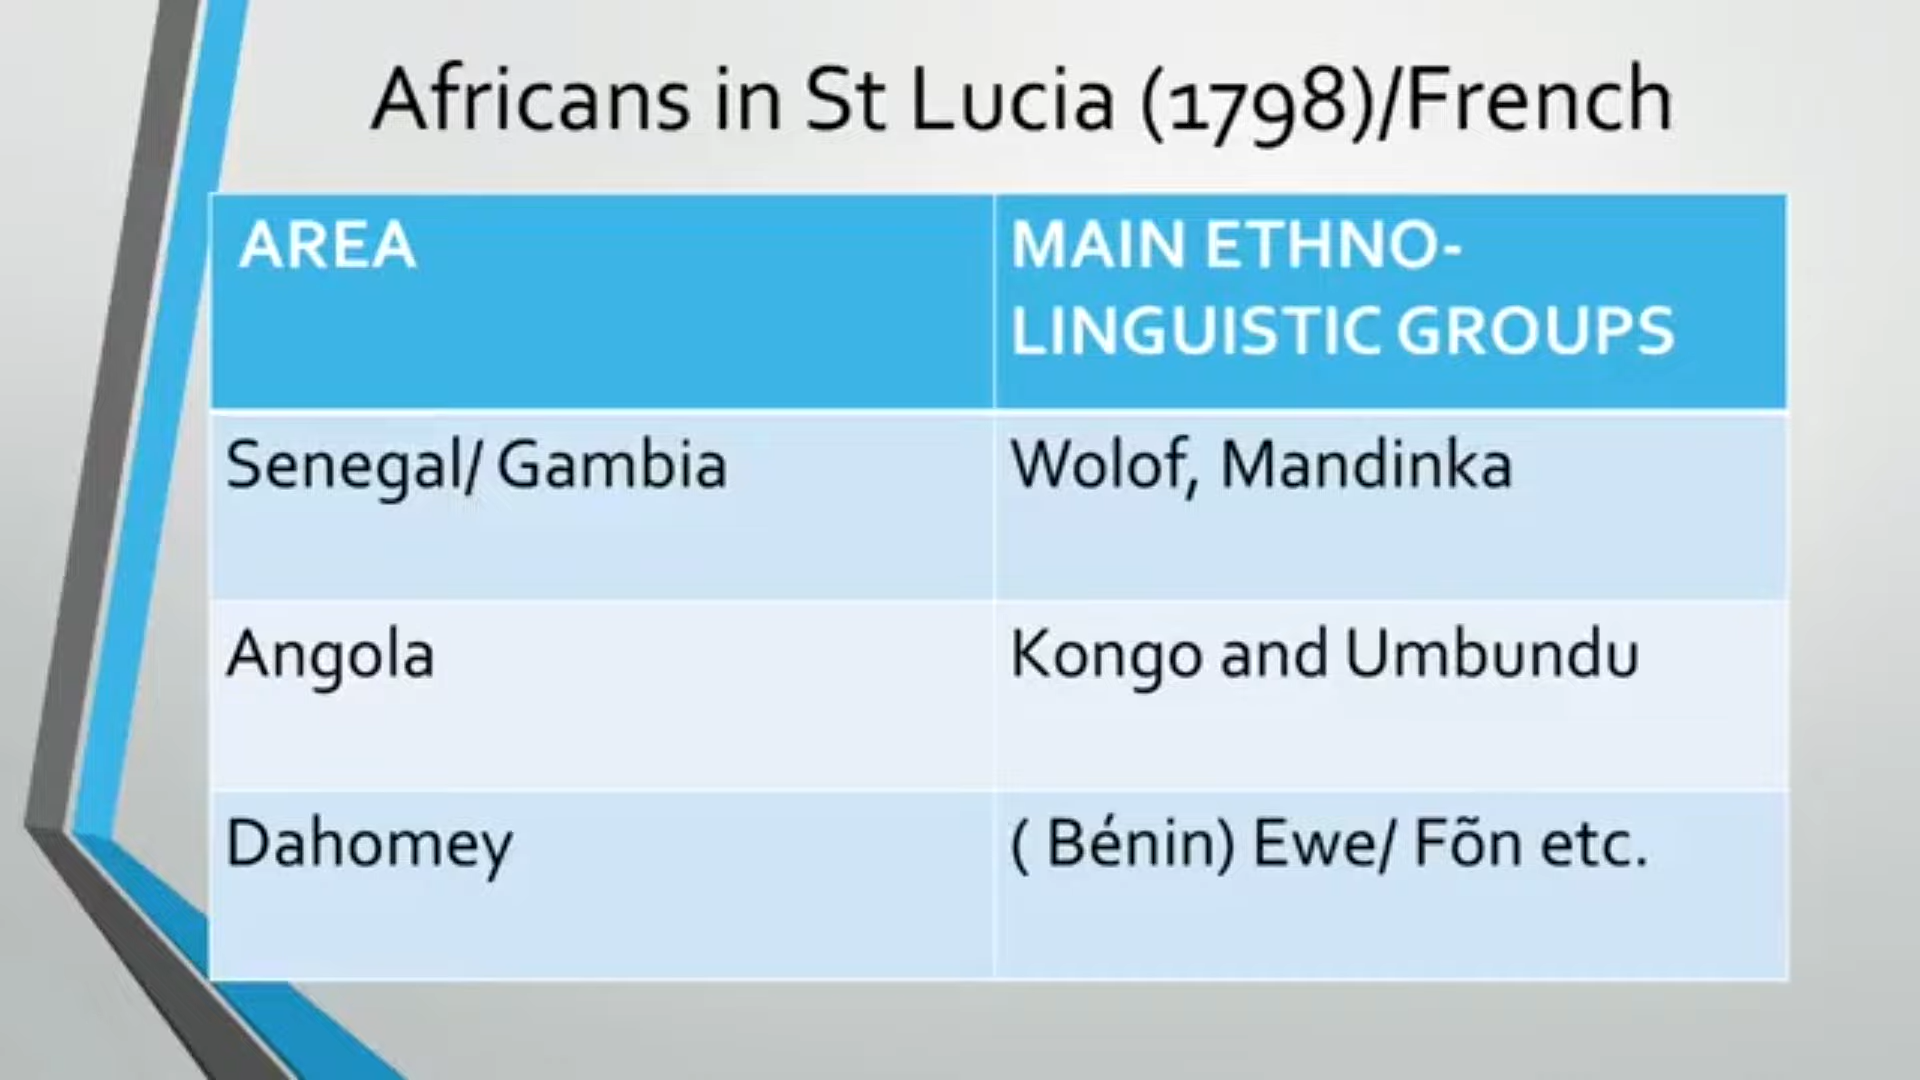 Africans in St Lucia (1798)/French
AREA
MAIN ETHNO-
LINGUISTIC GROUPS
Senegal/ Gambia
Wolof, Mandinka
Angola
Kongo and Umbundu
Dahomey
( Bénin) Ewe/ Fõn etc.